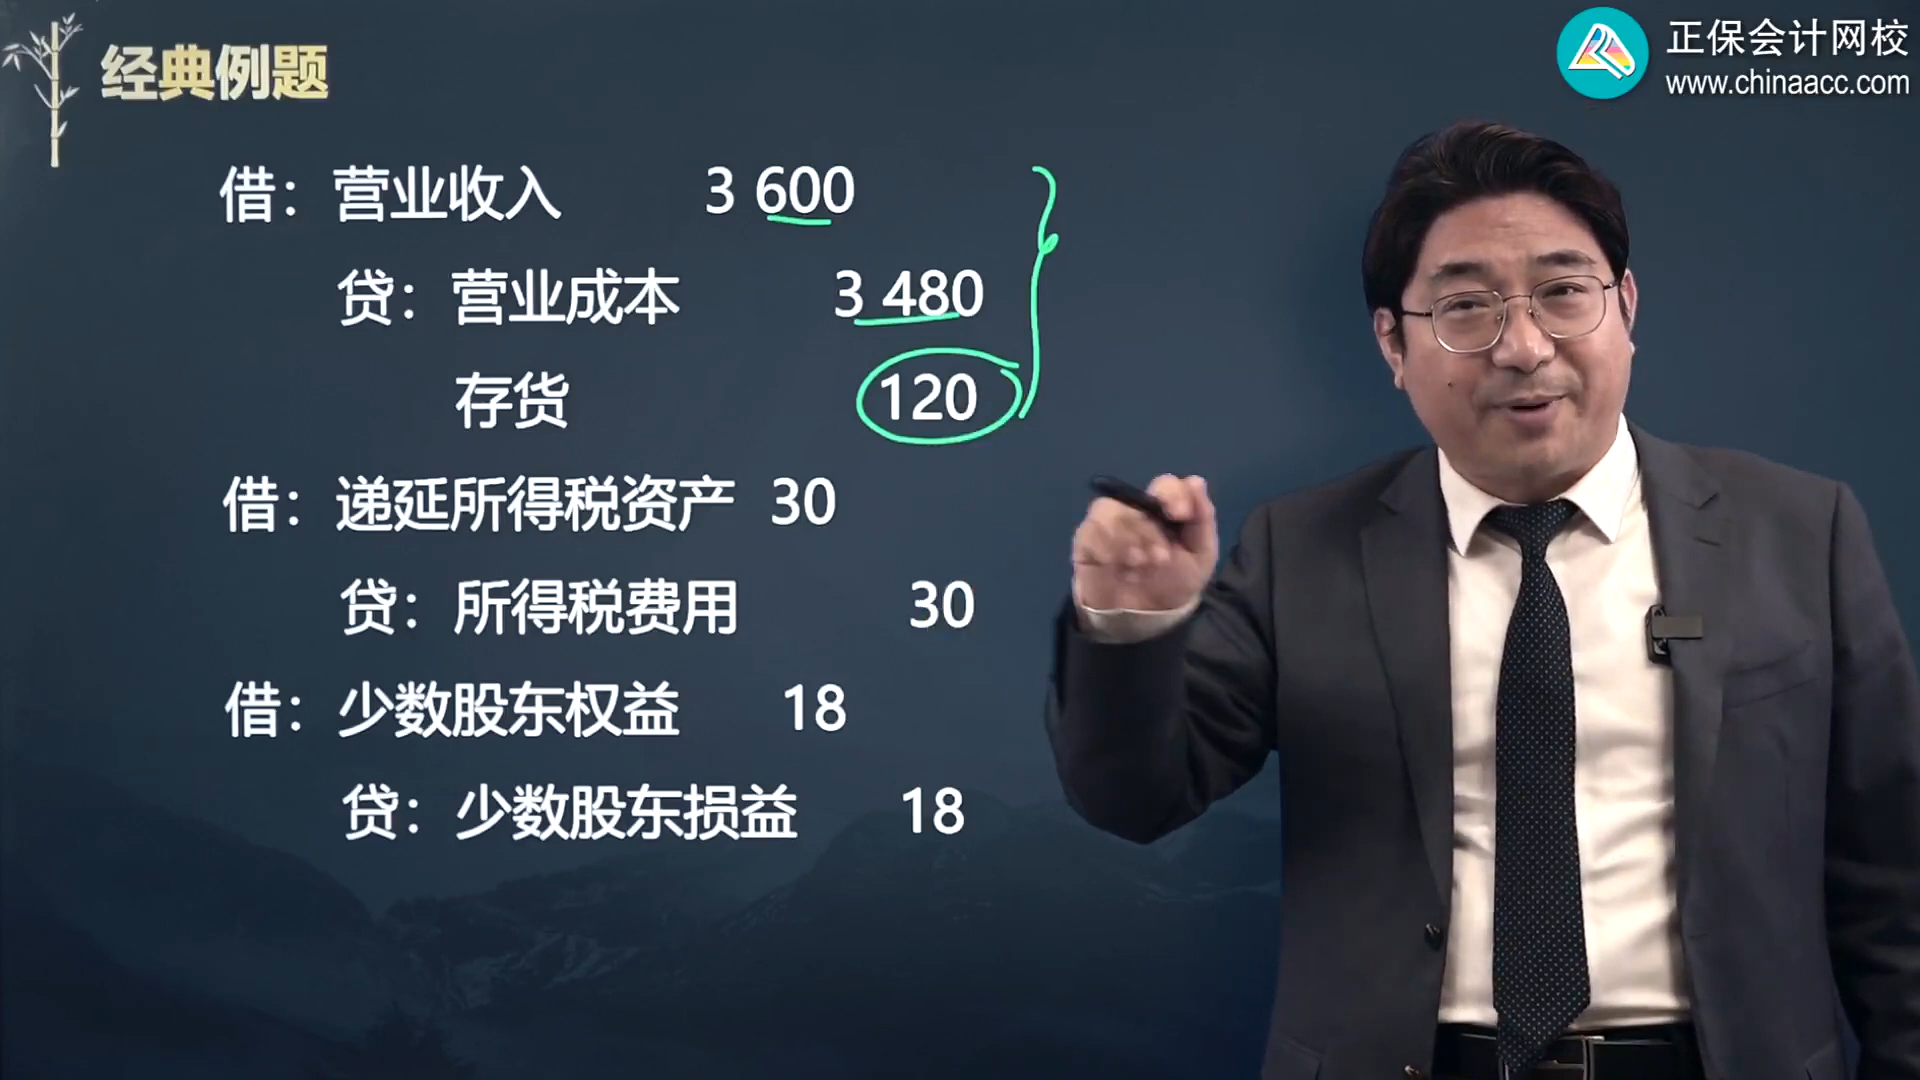 经典例题
正保会计网校
www.chinaacc.com
借：营业收入 3 600
贷：营业成本 3 480
存货 120
借：递延所得税资产 30
贷：所得税费用 30
借：少数股东权益 18
贷：少数股东损益 18